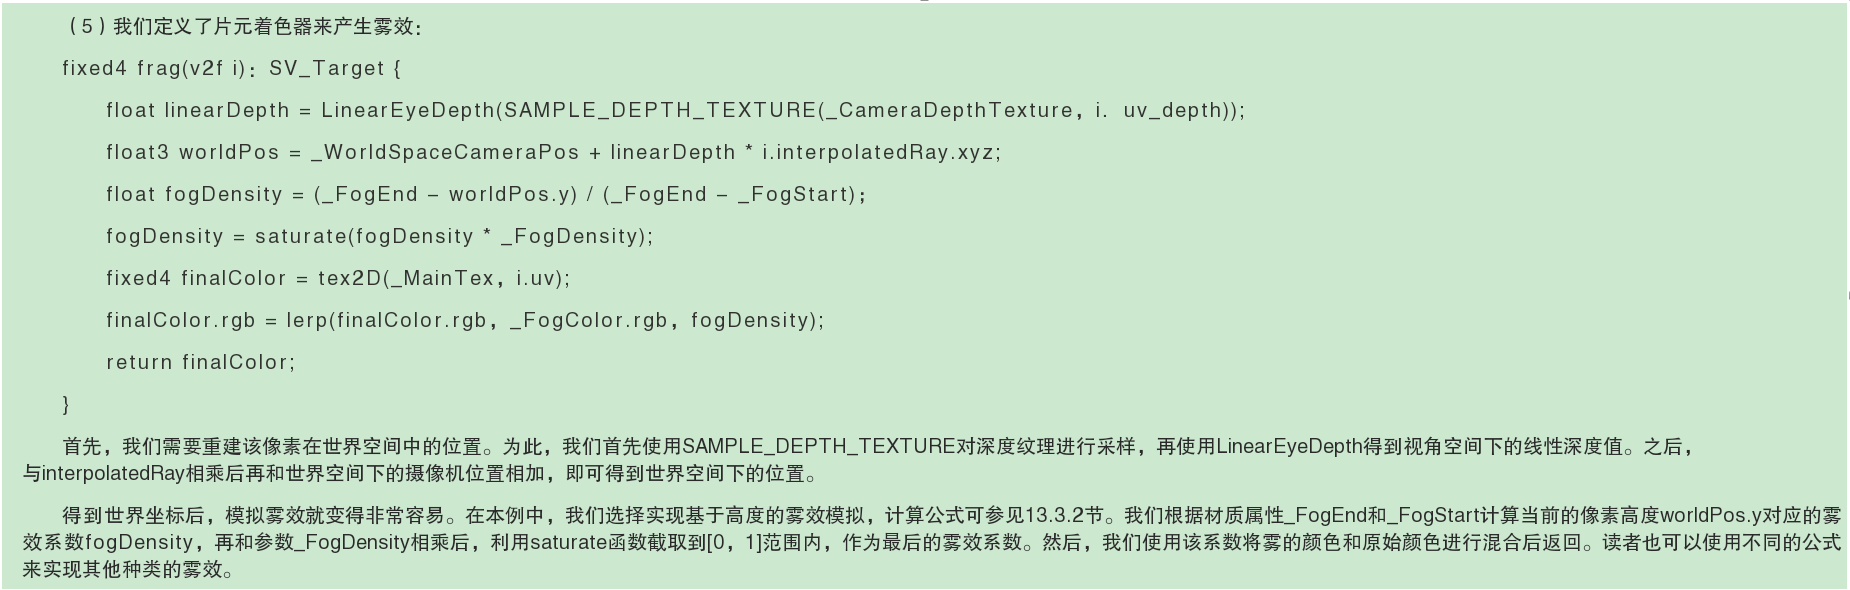 （5）我们定义了片元着色器来产生雾效：
fixed4 frag(v2f i)：SV_Target {
float linearDepth = LinearEyeDepth(SAMPLE_DEPTH_TEXTURE(_CameraDepthTexture，i. uv_depth));
float3 worldPos = _WorldSpaceCameraPos + linearDepth * i.interpolatedRay.xyz;
float fogDensity = (_FogEnd - worldPos.y) / (_FogEnd - _FogStart)；
fogDensity = saturate(fogDensity * _FogDensity);
fixed4 finalColor = tex2D(_MainTex，i.uv);
finalColor.rgb = lerp(finalColor.rgb，_FogColor.rgb，fogDensity);
return finalColor;
}
首先，我们需要重建该像素在世界空间中的位置。为此，我们首先使用SAMPLE_DEPTH_TEXTURE对深度纹理进行采样，再使用LinearEyeDepth得到视角空间下的线性深度值。之后，
与interpolatedRay相乘后再和世界空间下的摄像机位置相加，即可得到世界空间下的位置。
得到世界坐标后，模拟雾效就变得非常容易。在本例中，我们选择实现基于高度的雾效模拟，计算公式可参见13.3.2节。我们根据材质属性_FogEnd和_FogStart计算当前的像素高度worldPos.y对应的雾
效系数fogDensity，再和参数_FogDensity相乘后，利用saturate函数截取到[0，1]范围内，作为最后的雾效系数。然后，我们使用该系数将雾的颜色和原始颜色进行混合后返回。读者也可以使用不同的公式
来实现其他种类的雾效。